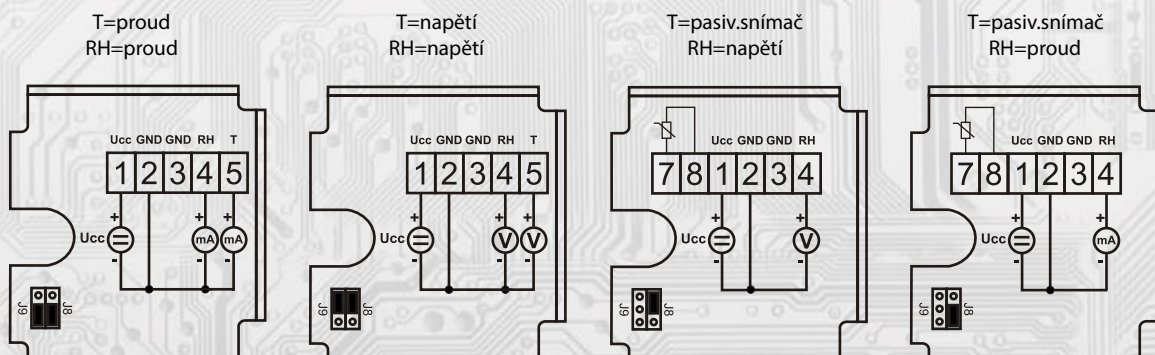 T=proud
RH=proud
Ucc GND GND RH T
1 2 3 4 5
+ + +
Ucc = mA mA
- - -
J9 J8
T=napětí
RH=napětí
Ucc GND GND RH T
1 2 3 4 5
+ + +
Ucc = V V
- - -
J9 J8
T=pasiv.snímač
RH=napětí
Ucc GND GND RH
7 8 1 2 3 4
+ +
Ucc = V
- -
J9 J8
T=pasiv.snímač
RH=proud
Ucc GND GND RH
7 8 1 2 3 4
+ +
Ucc = mA
- -
J9 J8